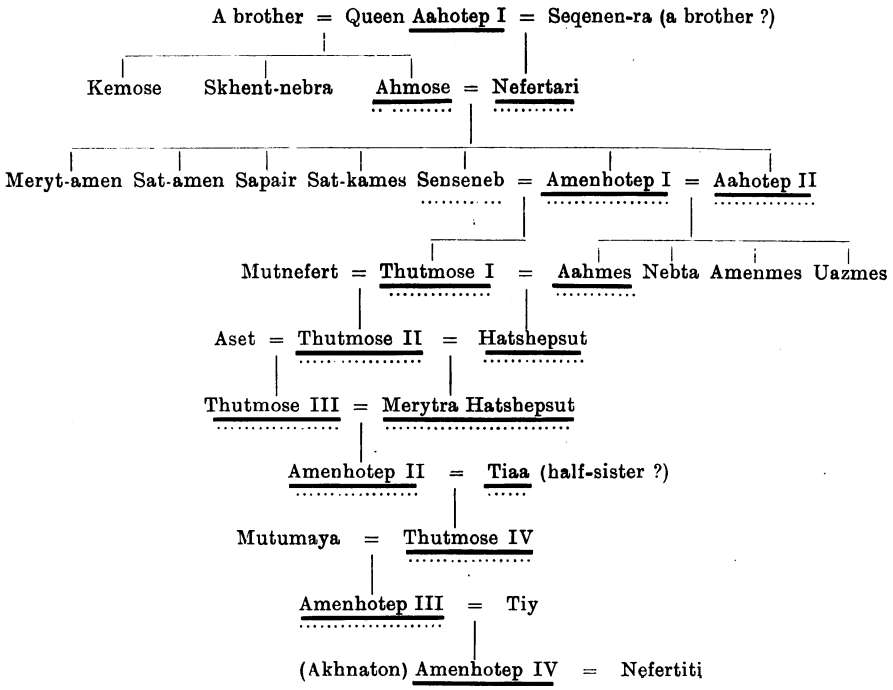 A brother = Queen Aahotep I = Seqenen-ra (a brother ?)
Kemose Skhent-nebra Ahmose = Nefertari
Meryt-amen Sat-amen Sapair Sat-kames Senseneb = Amenhotep I = Aahotep II
Mutnefert = Thutmose I = Aahmes Nebta Amenmes Uazmes
Aset = Thutmose II = Hatshepsut
Thutmose III = Merytra Hatshepsut
Amenhotep II = Tiaa (half-sister ?)
Mutumaya = Thutmose IV
Amenhotep III = Tiy
(Akhnaton) Amenhotep IV = Nefertiti